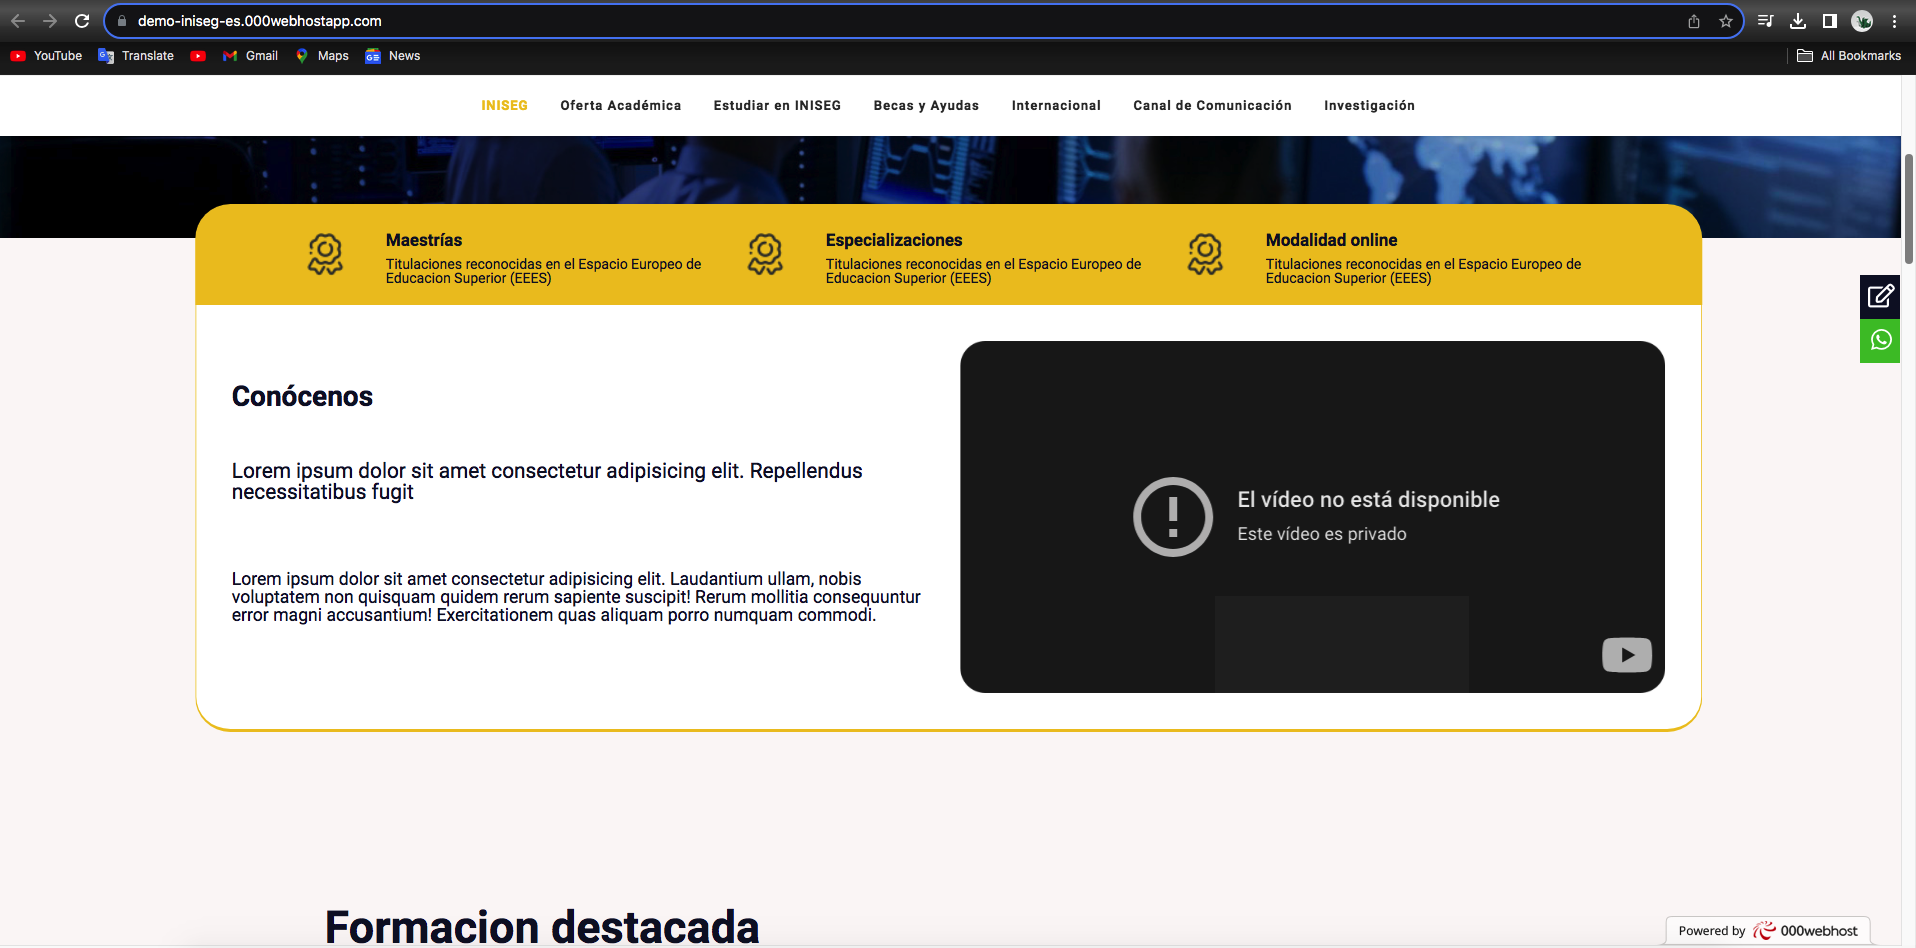 demo-iniseg-es.000webhostapp.com
YouTube Translate Gmail Maps News All Bookmarks
INISEG Oferta Académica Estudiar en INISEG Becas y Ayudas Internacional Canal de Comunicación Investigación
Maestrías
Titulaciones reconocidas en el Espacio Europeo de
Educacion Superior (EEES)
Especializaciones
Titulaciones reconocidas en el Espacio Europeo de
Educacion Superior (EEES)
Modalidad online
Titulaciones reconocidas en el Espacio Europeo de
Educacion Superior (EEES)
Conócenos
Lorem ipsum dolor sit amet consectetur adipisicing elit. Repellendus
necessitatibus fugit
Lorem ipsum dolor sit amet consectetur adipisicing elit. Laudantium ullam, nobis
voluptatem non quisquam quidem rerum sapiente suscipit! Rerum mollitia consequuntur
error magni accusantium! Exercitationem quas aliquam porro numquam commodi.
El vídeo no está disponible
Este vídeo es privado
Formacion destacada
Powered by 000webhost